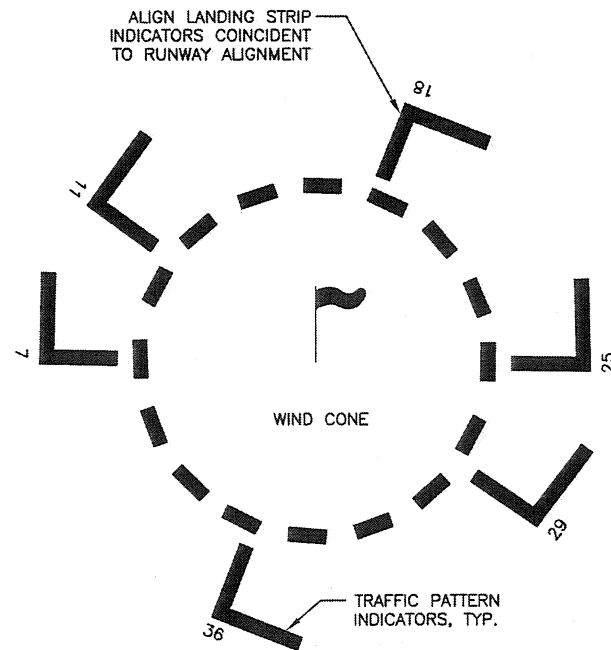 ALIGN LANDING STRIP
INDICATORS COINCIDENT
TO RUNWAY ALIGNMENT
18
11
7
25
WIND CONE
29
36
TRAFFIC PATTERN
INDICATORS, TYP.